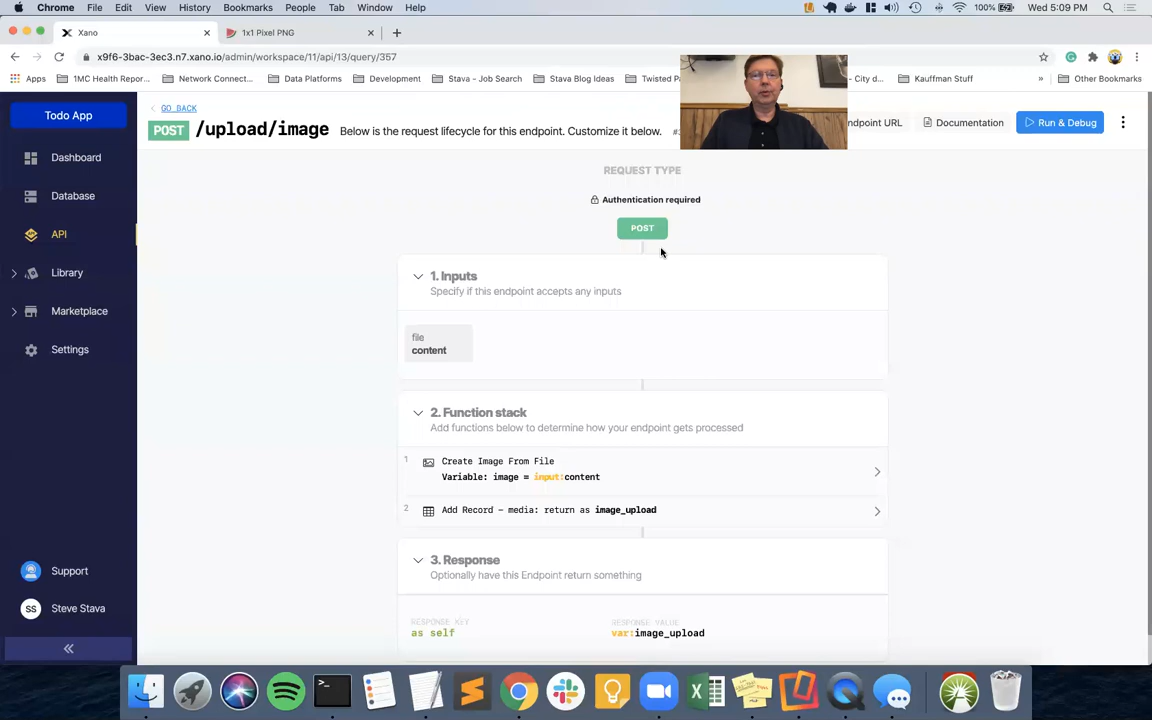 Chrome File Edit View History Bookmarks People Tab Window Help 100% Wed 5:09 PM
Xano 1x1 Pixel PNG
x9f6-3bac-3ec3.n7.xano.io/admin/workspace/11/api/13/query/357
Apps 1MC Health Repor... Network Connect... Data Platforms Development Stava - Job Search Stava Blog Ideas Twisted Pa City d... Kauffman Stuff » Other Bookmarks
Todo App
Dashboard
Database
API
Library
Marketplace
Settings
Support
SS Steve Stava
GO BACK
POST /upload/image Below is the request lifecycle for this endpoint. Customize it below.
ndpoint URL Documentation Run & Debug
REQUEST TYPE
Authentication required
POST
1. Inputs
Specify if this endpoint accepts any inputs
file
content
2. Function stack
Add functions below to determine how your endpoint gets processed
1 Create Image From File
Variable: image = input:content
2 Add Record – media: return as image_upload
3. Response
Optionally have this Endpoint return something
RESPONSE KEY RESPONSE VALUE
as self var:image_upload